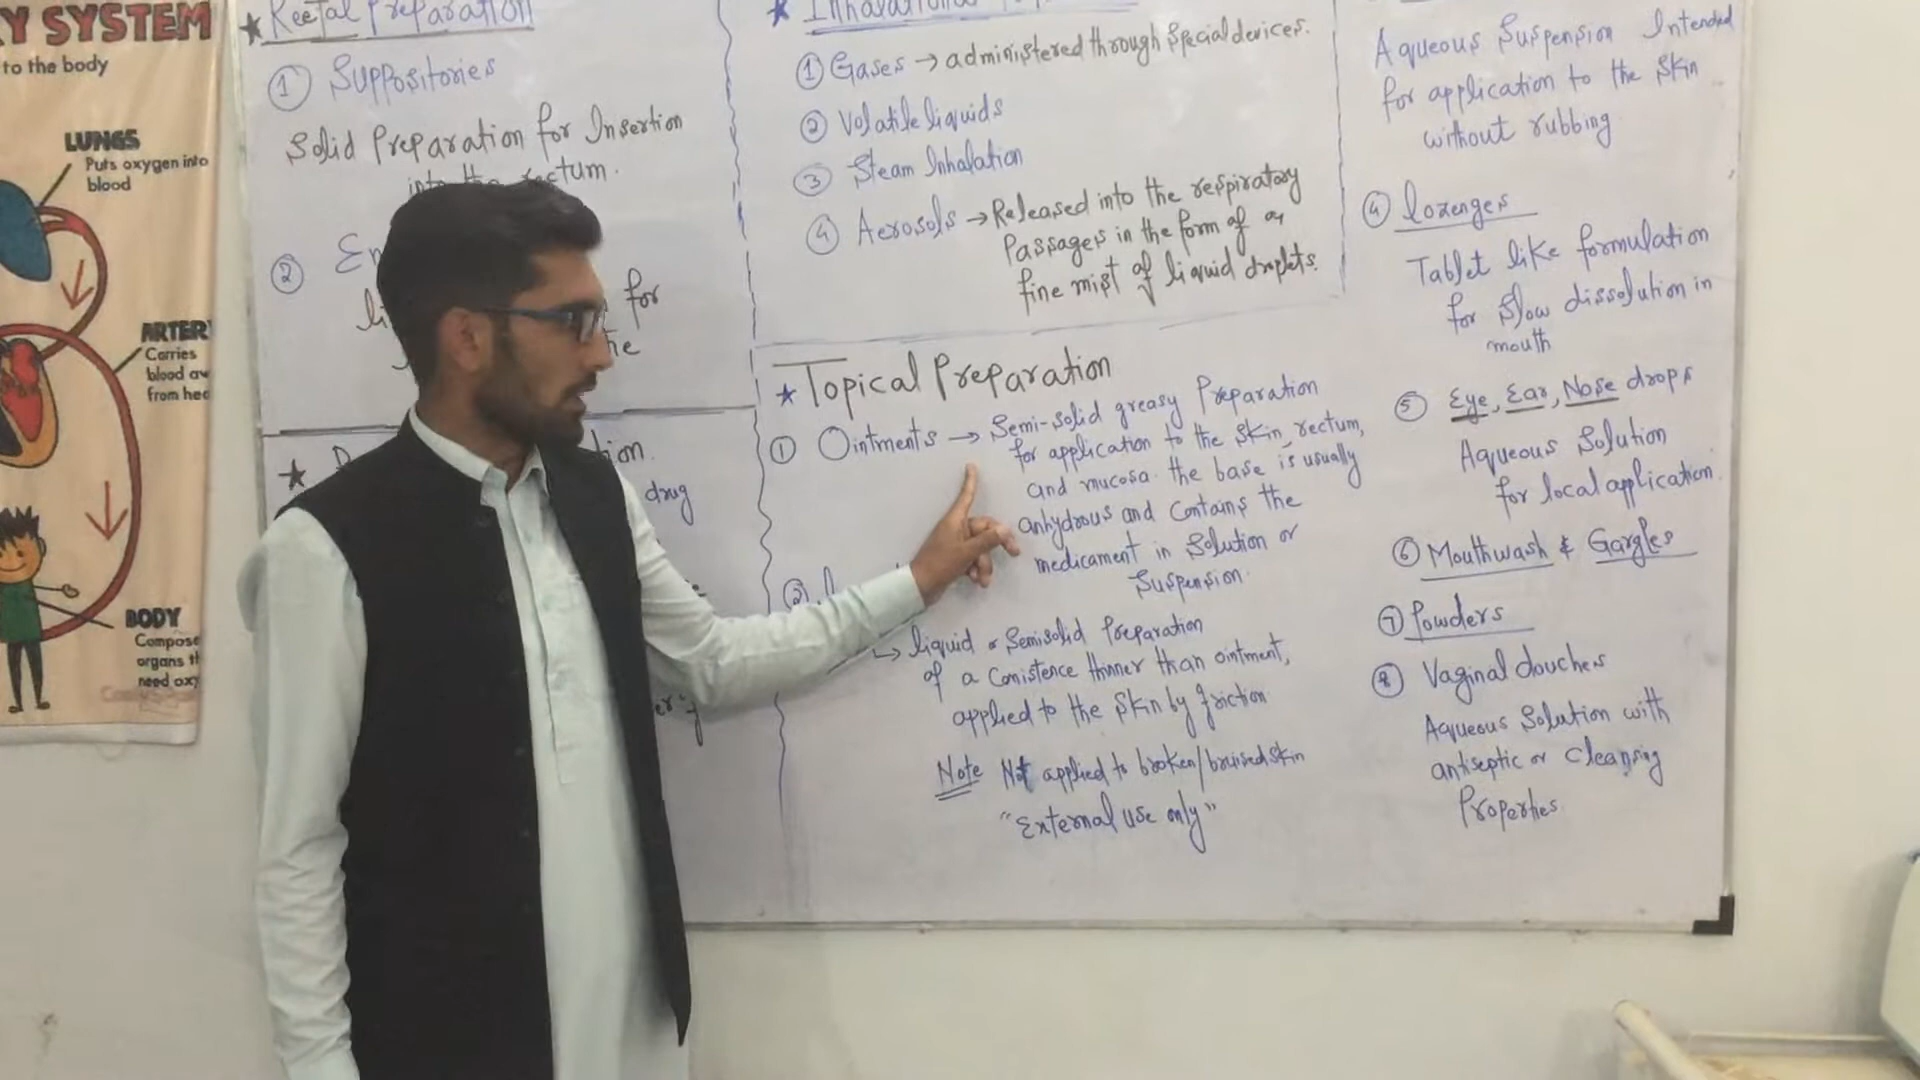 Y SYSTEM
to the body
LUNGS
Puts oxygen into
blood
ARTER
Carries
blood aw
from hea
BODY
Compose
organs th
need oxy
★ Rectal Preparation
① Suppositories
Solid Preparation for Insertion
into the rectum.
②
for
drug
★ Inhalational
① Gases → administered through Special devices.
② Volatile liquids
③ Steam Inhalation
④ Aerosols → Released into the respiratory
Passages in the form of a
fine mist of liquid droplets.
★ Topical Preparation
① Ointments → Semi-solid greasy Preparation
for application to the Skin, rectum,
and mucosa. the base is usually
anhydrous and Contains the
medicament in Solution or
Suspension.
②
↳ liquid or Semisolid Preparation
of a Consistence thinner than ointment,
applied to the Skin by friction
Note Not applied to broken/bruised skin
"External use only"
Aqueous Suspension Intended
for application to the Skin
without rubbing
④ lozenges
Tablet like formulation
for Slow dissolution in
mouth
⑤ Eye, Ear, Nose drops
Aqueous Solution
for local application.
⑥ Mouthwash & Gargles
⑦ Powders
⑧ Vaginal douches
Aqueous Solution with
antiseptic or Cleansing
Properties